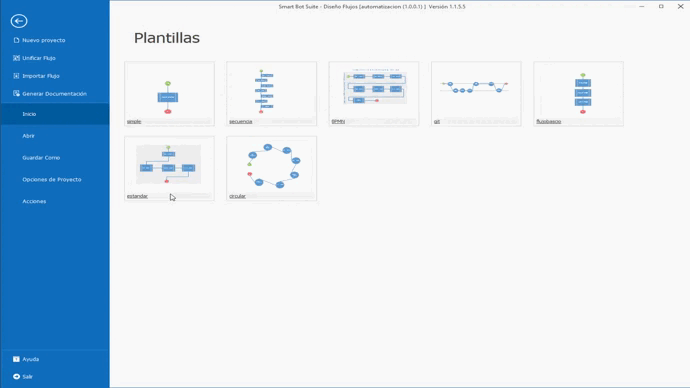 Smart Bot Suite - Diseño Flujos [automatizacion (1.0.0.1) ] Versión 1.1.5.5
Nuevo proyecto
Unificar Flujo
Importar Flujo
Generar Documentación
Inicio
Abrir
Guardar Como
Opciones de Proyecto
Acciones
Ayuda
Salir
Plantillas
simple
secuencia
BPMN
git
flujobasico
estandar
circular